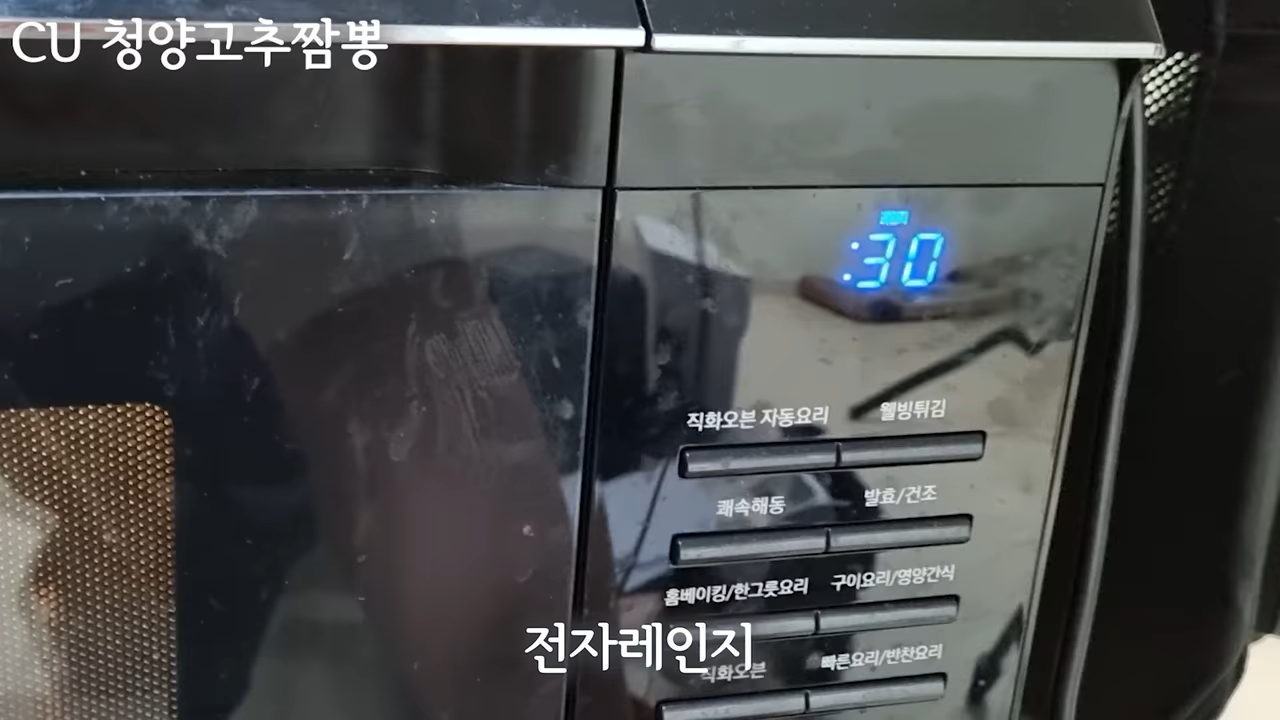 CU 청양고추짬뽕
:30
직화오븐 자동요리 웰빙튀김
쾌속해동 발효/건조
홈베이킹/한그릇요리 구이요리/영양간식
전자레인지
직화오븐 빠른요리/반찬요리